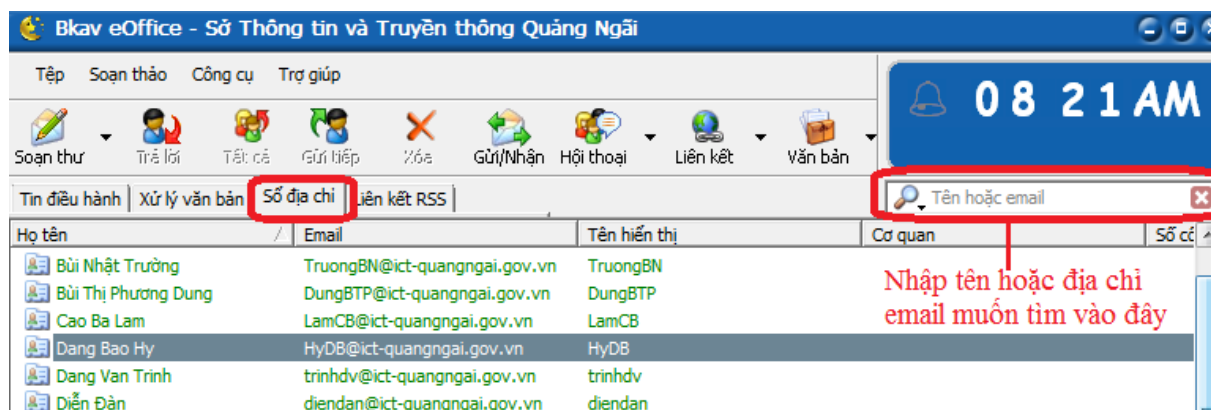 Bkav eOffice - Sở Thông tin và Truyền thông Quảng Ngãi
Tệp Soạn thảo Công cụ Trợ giúp
08 21 AM
Soạn thư Trả lời Tất cả Gửi tiếp Xóa Gửi/Nhận Hội thoại Liên kết Văn bản
Tin điều hành Xử lý văn bản Sổ địa chỉ Liên kết RSS Tên hoặc email
Họ tên Email Tên hiển thị Cơ quan Số cố
Bùi Nhật Trường TruongBN@ict-quangngai.gov.vn TruongBN
Bùi Thị Phương Dung DungBTP@ict-quangngai.gov.vn DungBTP
Cao Ba Lam LamCB@ict-quangngai.gov.vn LamCB
Dang Bao Hy HyDB@ict-quangngai.gov.vn HyDB
Dang Van Trinh trinhdv@ict-quangngai.gov.vn trinhdv
Diễn Đàn diendan@ict-quangngai.gov.vn diendan
Nhập tên hoặc địa chỉ
email muốn tìm vào đây